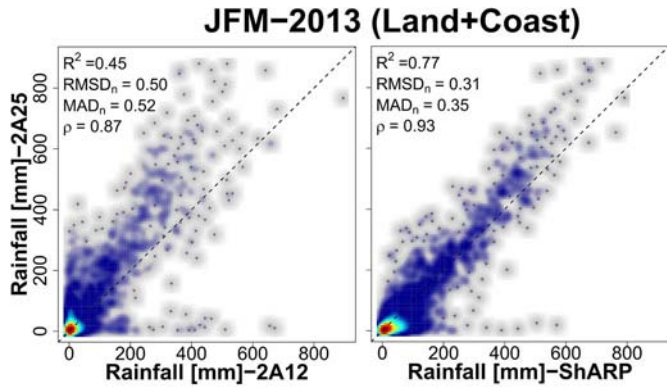 JFM−2013 (Land+Coast)
R² =0.45
RMSDₙ = 0.50
MADₙ = 0.52
ρ = 0.87
R² =0.77
RMSDₙ = 0.31
MADₙ = 0.35
ρ = 0.93
Rainfall [mm]−2A25
800
600
400
200
0
0 200 400 600 800
0 200 400 600 800
Rainfall [mm]−2A12
Rainfall [mm]−ShARP